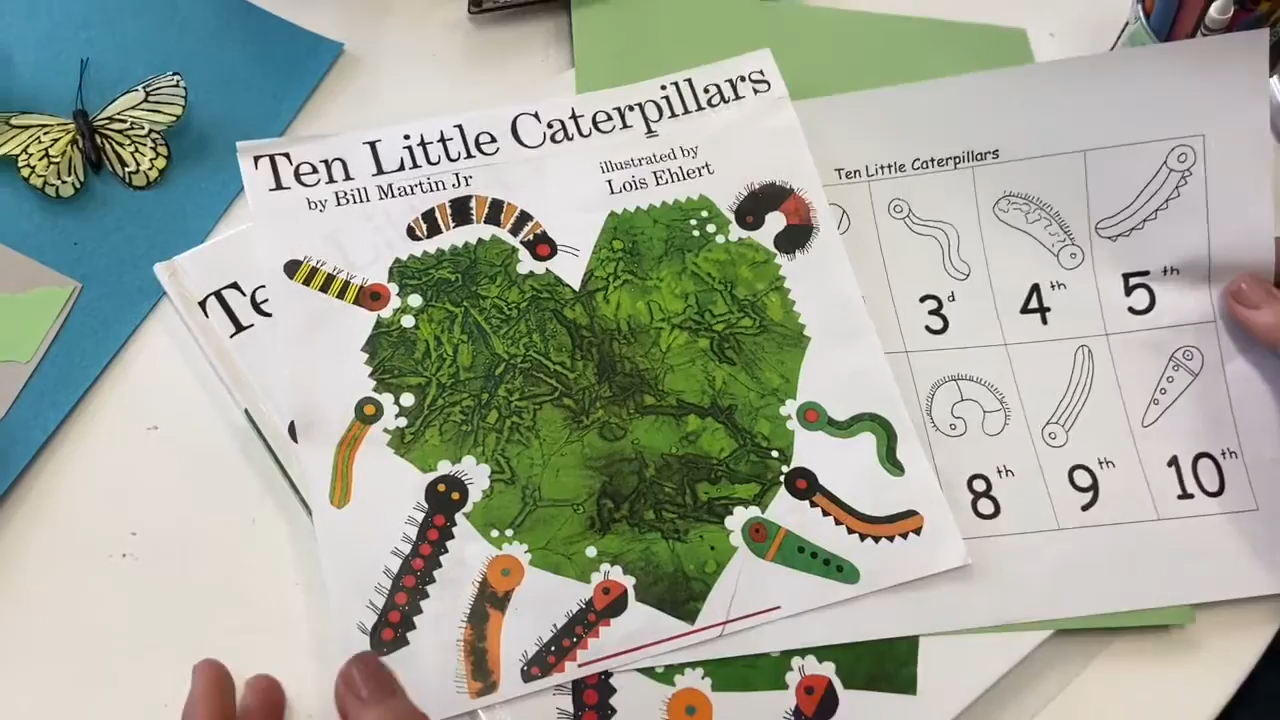 Ten Little Caterpillars
by Bill Martin Jr
illustrated by
Lois Ehlert
Te
Ten Little Caterpillars
3d
4th
5th
8th
9th
10th